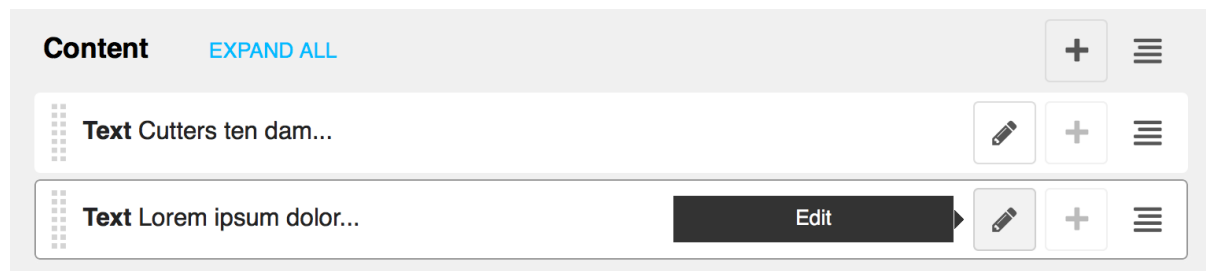 Content EXPAND ALL
Text Cutters ten dam...
Text Lorem ipsum dolor... Edit